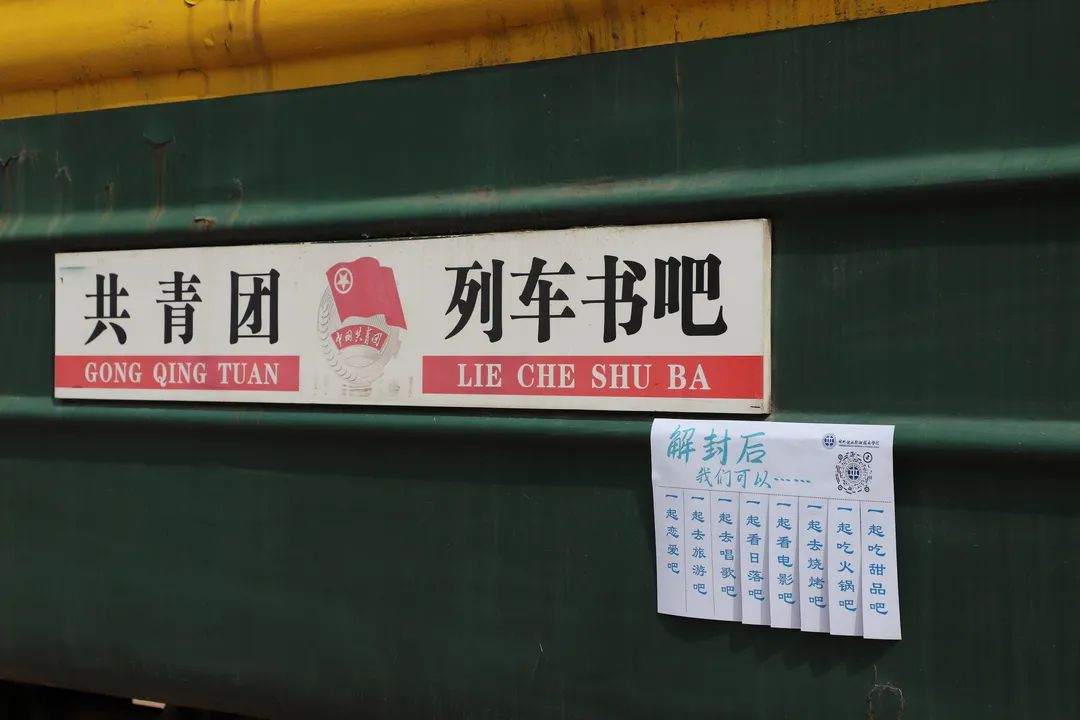 共青团
列车书吧
GONG QING TUAN
中国共青团
LIE CHE SHU BA
解封后
我们可以……
一起恋爱吧
一起去旅游吧
一起去唱歌吧
一起看日落吧
一起看电影吧
一起去烧烤吧
一起吃火锅吧
一起吃甜品吧